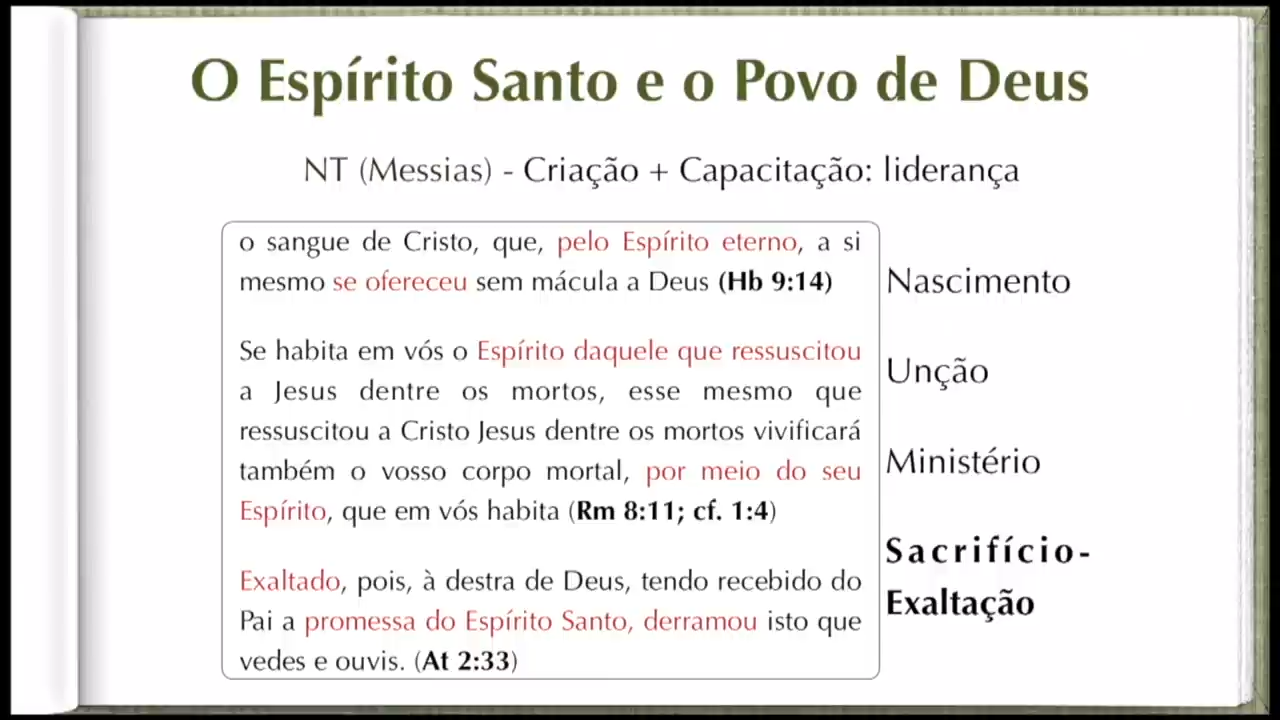 O Espírito Santo e o Povo de Deus
NT (Messias) - Criação + Capacitação: liderança
o sangue de Cristo, que, pelo Espírito eterno, a si
mesmo se ofereceu sem mácula a Deus (Hb 9:14)
Se habita em vós o Espírito daquele que ressuscitou
a Jesus dentre os mortos, esse mesmo que
ressuscitou a Cristo Jesus dentre os mortos vivificará
também o vosso corpo mortal, por meio do seu
Espírito, que em vós habita (Rm 8:11; cf. 1:4)
Exaltado, pois, à destra de Deus, tendo recebido do
Pai a promessa do Espírito Santo, derramou isto que
vedes e ouvis. (At 2:33)
Nascimento
Unção
Ministério
Sacrifício-
Exaltação